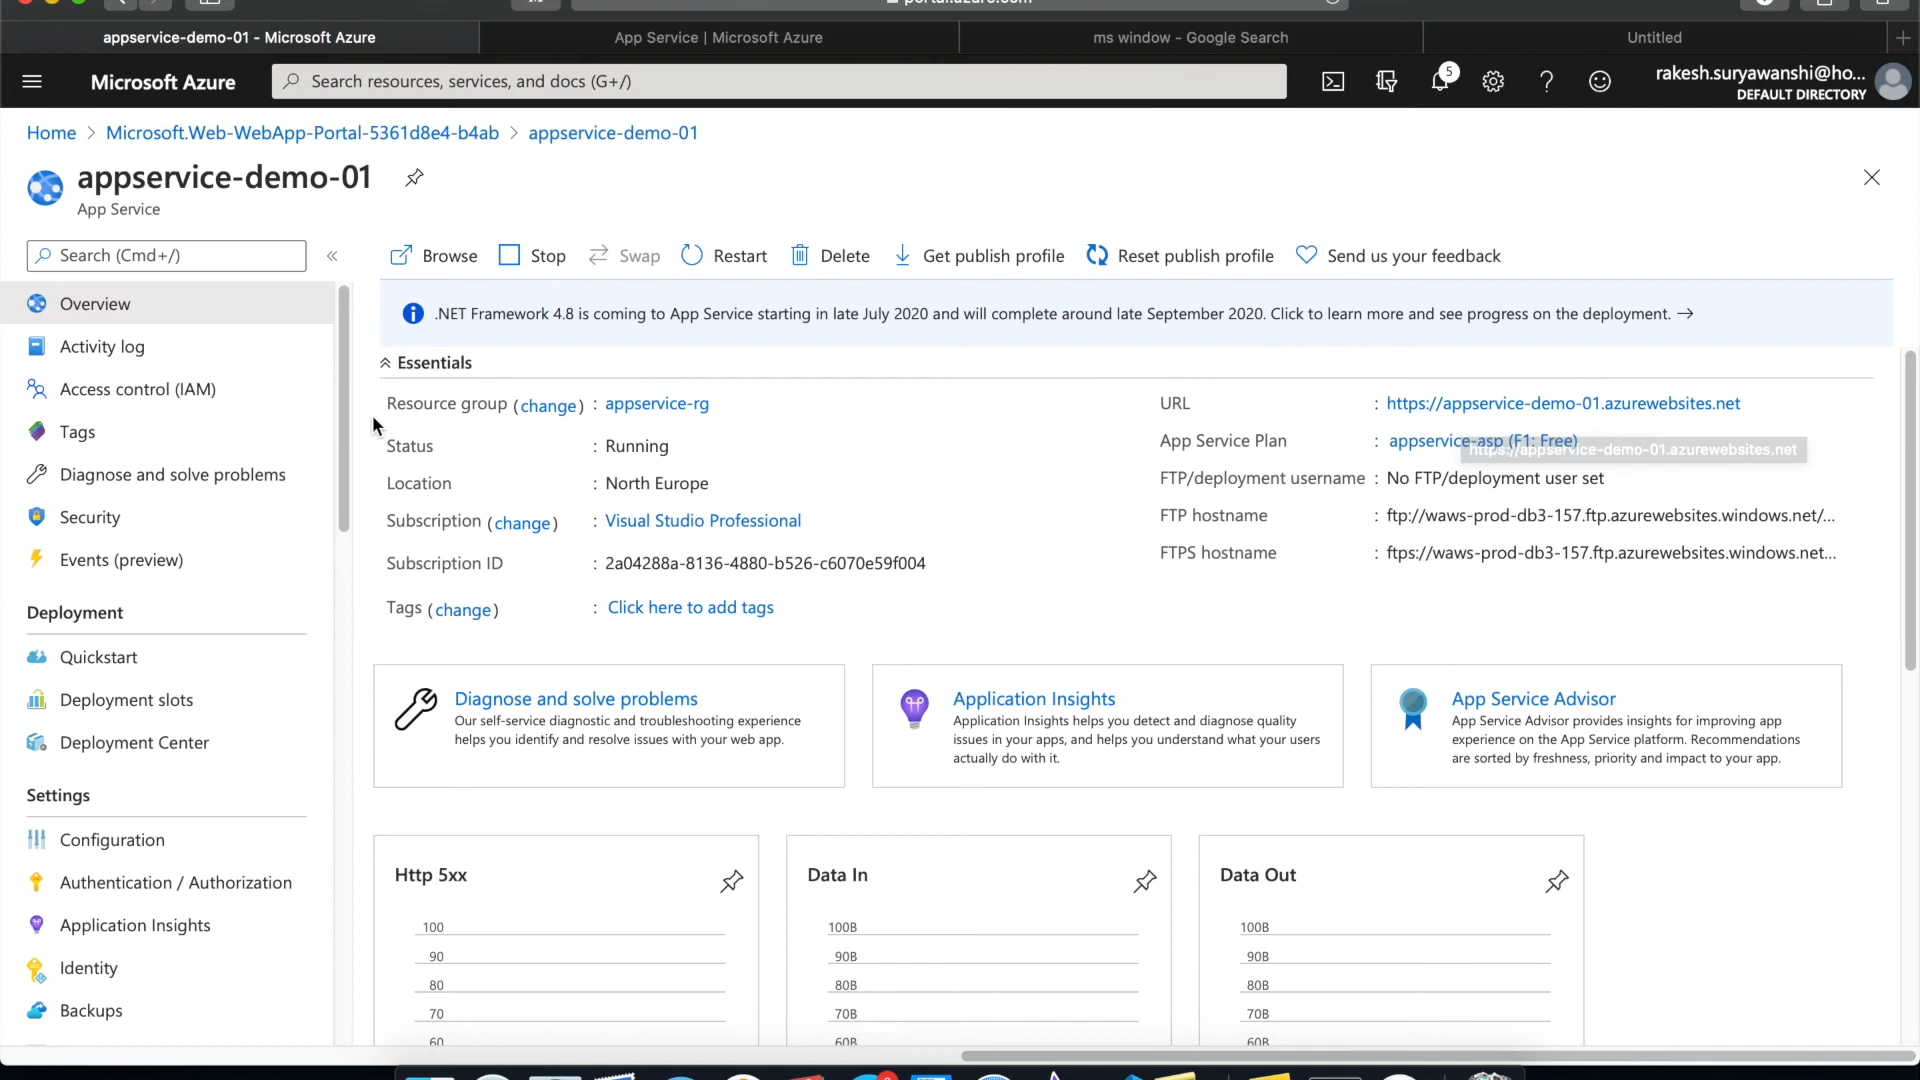 appservice-demo-01 - Microsoft Azure
App Service | Microsoft Azure
ms window - Google Search
Untitled
Microsoft Azure
Search resources, services, and docs (G+/)
5
rakesh.suryawanshi@ho...
DEFAULT DIRECTORY
Home > Microsoft.Web-WebApp-Portal-5361d8e4-b4ab > appservice-demo-01
appservice-demo-01
App Service
Search (Cmd+/)
«
Browse
Stop
Swap
Restart
Delete
Get publish profile
Reset publish profile
Send us your feedback
.NET Framework 4.8 is coming to App Service starting in late July 2020 and will complete around late September 2020. Click to learn more and see progress on the deployment. →
Overview
Activity log
Access control (IAM)
Tags
Diagnose and solve problems
Security
Events (preview)
Deployment
Quickstart
Deployment slots
Deployment Center
Settings
Configuration
Authentication / Authorization
Application Insights
Identity
Backups
Essentials
Resource group (change) : appservice-rg
Status : Running
Location : North Europe
Subscription (change) : Visual Studio Professional
Subscription ID : 2a04288a-8136-4880-b526-c6070e59f004
Tags (change) : Click here to add tags
URL : https://appservice-demo-01.azurewebsites.net
App Service Plan : appservice-asp (F1: Free)
https://appservice-demo-01.azurewebsites.net
FTP/deployment username : No FTP/deployment user set
FTP hostname : ftp://waws-prod-db3-157.ftp.azurewebsites.windows.net/...
FTPS hostname : ftps://waws-prod-db3-157.ftp.azurewebsites.windows.net...
Diagnose and solve problems
Our self-service diagnostic and troubleshooting experience
helps you identify and resolve issues with your web app.
Application Insights
Application Insights helps you detect and diagnose quality
issues in your apps, and helps you understand what your users
actually do with it.
App Service Advisor
App Service Advisor provides insights for improving app
experience on the App Service platform. Recommendations
are sorted by freshness, priority and impact to your app.
Http 5xx
100
90
80
70
60
Data In
100B
90B
80B
70B
60B
Data Out
100B
90B
80B
70B
60B